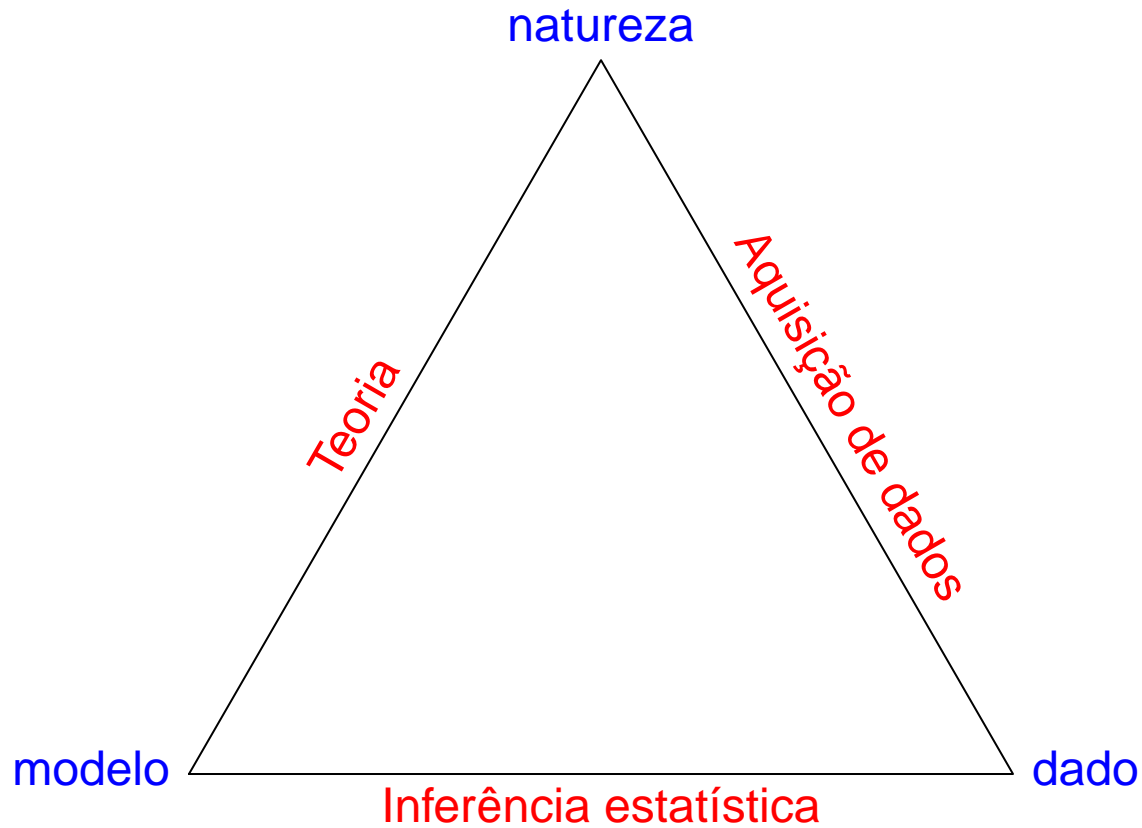 natureza
Aquisição de dados
Teoria
modelo
dado
Inferência estatística